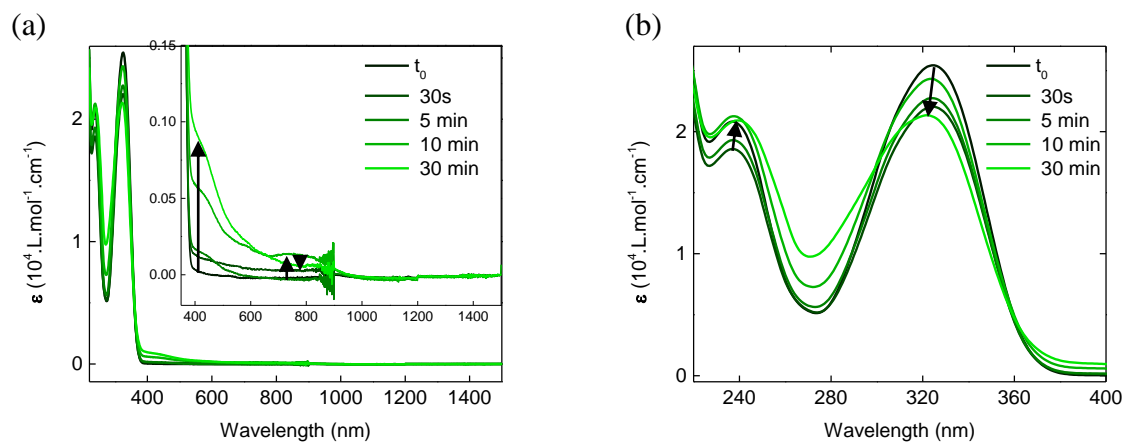 (a)
ε (10⁴.L.mol⁻¹.cm⁻¹)
2
1
0
0.15
0.10
0.05
0.00
400 600 800 1000 1200 1400
t₀
30s
5 min
10 min
30 min
400 600 800 1000 1200 1400
Wavelength (nm)
(b)
ε (10⁴.L.mol⁻¹.cm⁻¹)
2
1
0
t₀
30s
5 min
10 min
30 min
240 280 320 360 400
Wavelength (nm)